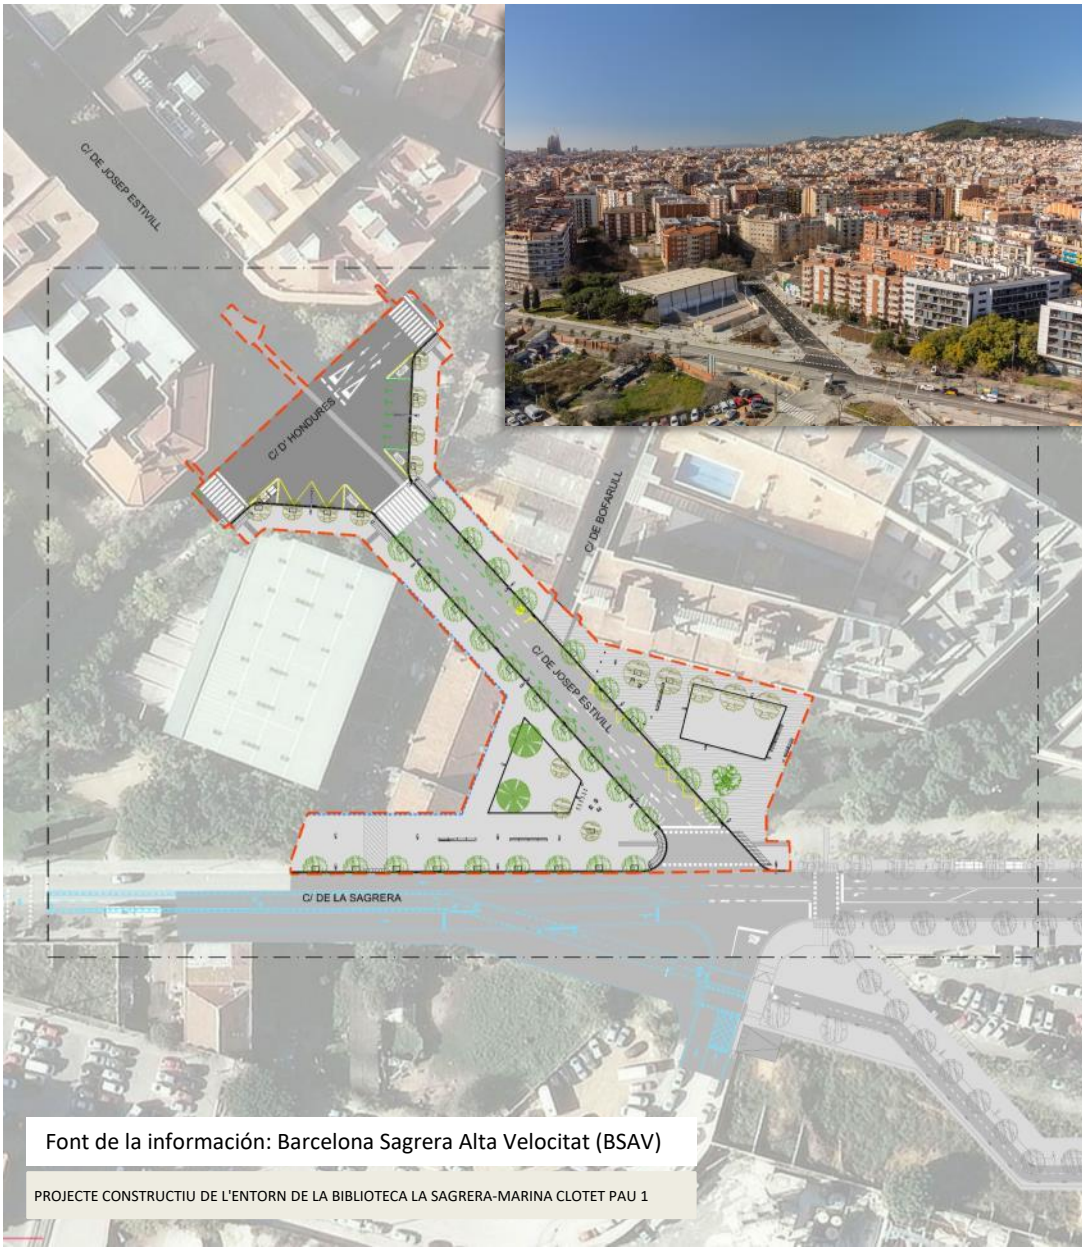 C/ DE JOSEP ESTIVILL
C/ D' HONDURES
C/ DE BOFARULL
C/ DE JOSEP ESTIVILL
C/ DE LA SAGRERA
Font de la información: Barcelona Sagrera Alta Velocitat (BSAV)
PROJECTE CONSTRUCTIU DE L'ENTORN DE LA BIBLIOTECA LA SAGRERA-MARINA CLOTET PAU 1